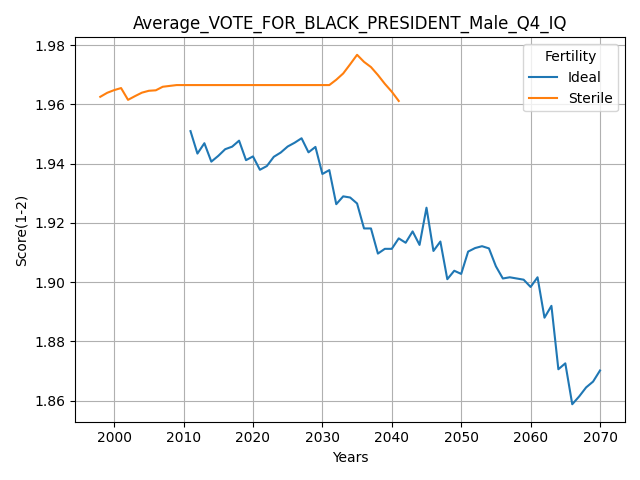 Average_VOTE_FOR_BLACK_PRESIDENT_Male_Q4_IQ
Fertility
Ideal
Sterile
Score(1-2)
1.98
1.96
1.94
1.92
1.90
1.88
1.86
2000 2010 2020 2030 2040 2050 2060 2070
Years